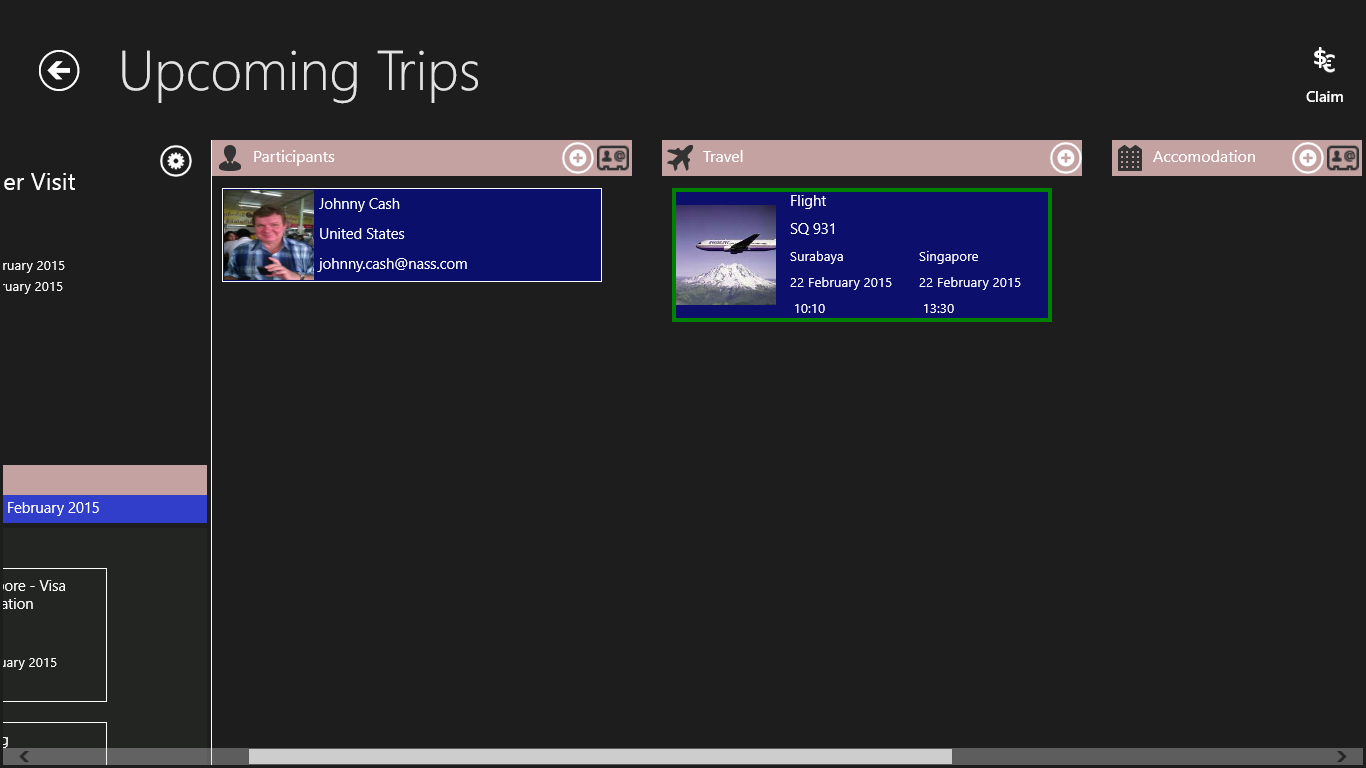 Upcoming Trips
Claim
er Visit
ruary 2015
ruary 2015
February 2015
ore - Visa
ation
uary 2015
g
Participants
Johnny Cash
United States
johnny.cash@nass.com
Travel
Flight
SQ 931
Surabaya Singapore
22 February 2015 22 February 2015
10:10 13:30
Accomodation